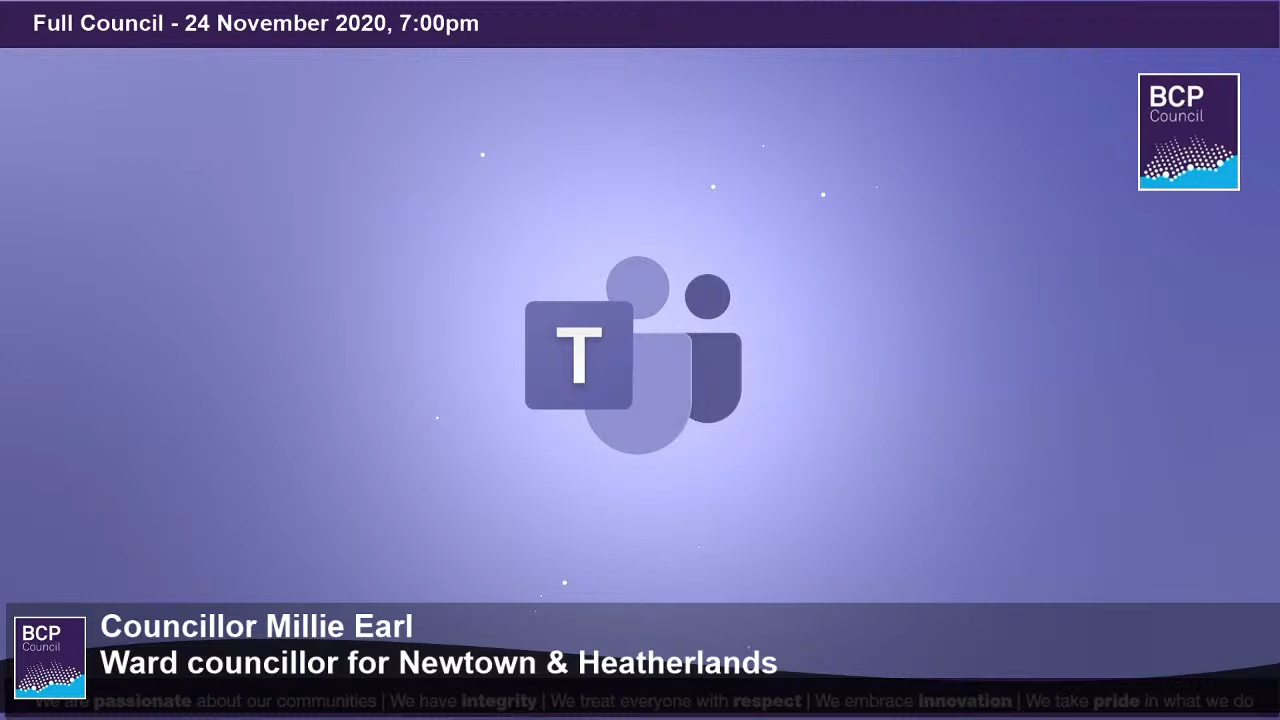 Full Council - 24 November 2020, 7:00pm
BCP
Council
T
Councillor Millie Earl
BCP
Council
Ward councillor for Newtown & Heatherlands
We are passionate about our communities | We have integrity | We treat everyone with respect | We embrace innovation | We take pride in what we do